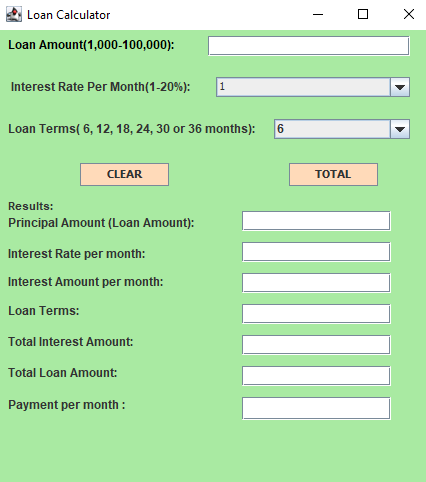 Loan Calculator
Loan Amount(1,000-100,000):
Interest Rate Per Month(1-20%): 1
Loan Terms( 6, 12, 18, 24, 30 or 36 months): 6
CLEAR TOTAL
Results:
Principal Amount (Loan Amount):
Interest Rate per month:
Interest Amount per month:
Loan Terms:
Total Interest Amount:
Total Loan Amount:
Payment per month :